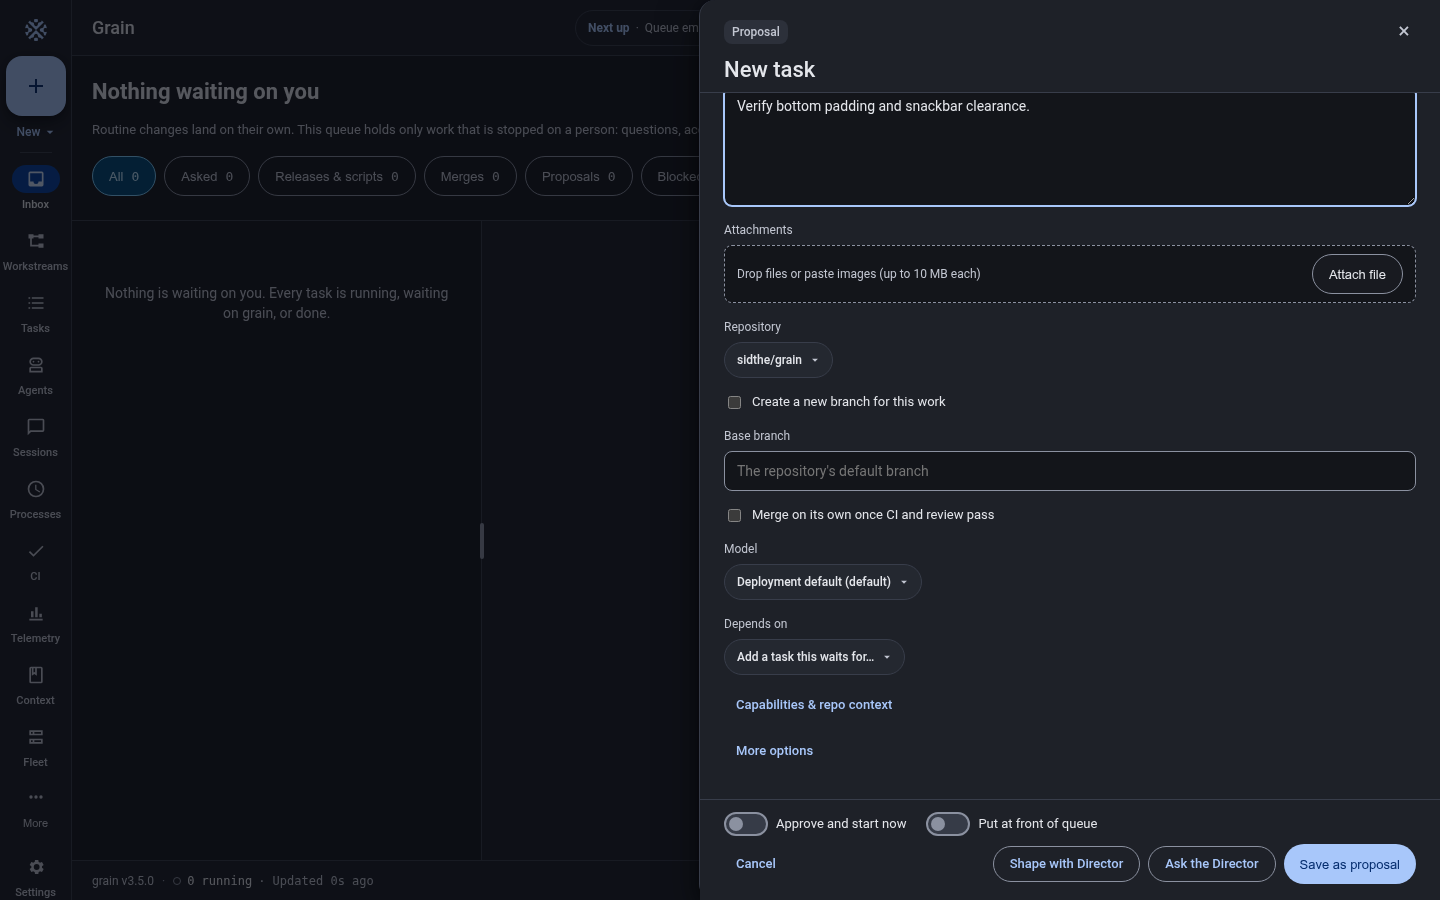 Grain
Next up · Queue em
New
Inbox
Workstreams
Tasks
Agents
Sessions
Processes
CI
Telemetry
Context
Fleet
More
Settings
Nothing waiting on you
Routine changes land on their own. This queue holds only work that is stopped on a person: questions, ac
All 0
Asked 0
Releases & scripts 0
Merges 0
Proposals 0
Blocked
Nothing is waiting on you. Every task is running, waiting
on grain, or done.
grain v3.5.0 · 0 running · Updated 0s ago
Proposal
New task
Verify bottom padding and snackbar clearance.
Attachments
Drop files or paste images (up to 10 MB each)
Attach file
Repository
sidthe/grain
Create a new branch for this work
Base branch
The repository's default branch
Merge on its own once CI and review pass
Model
Deployment default (default)
Depends on
Add a task this waits for…
Capabilities & repo context
More options
Approve and start now
Put at front of queue
Cancel
Shape with Director
Ask the Director
Save as proposal